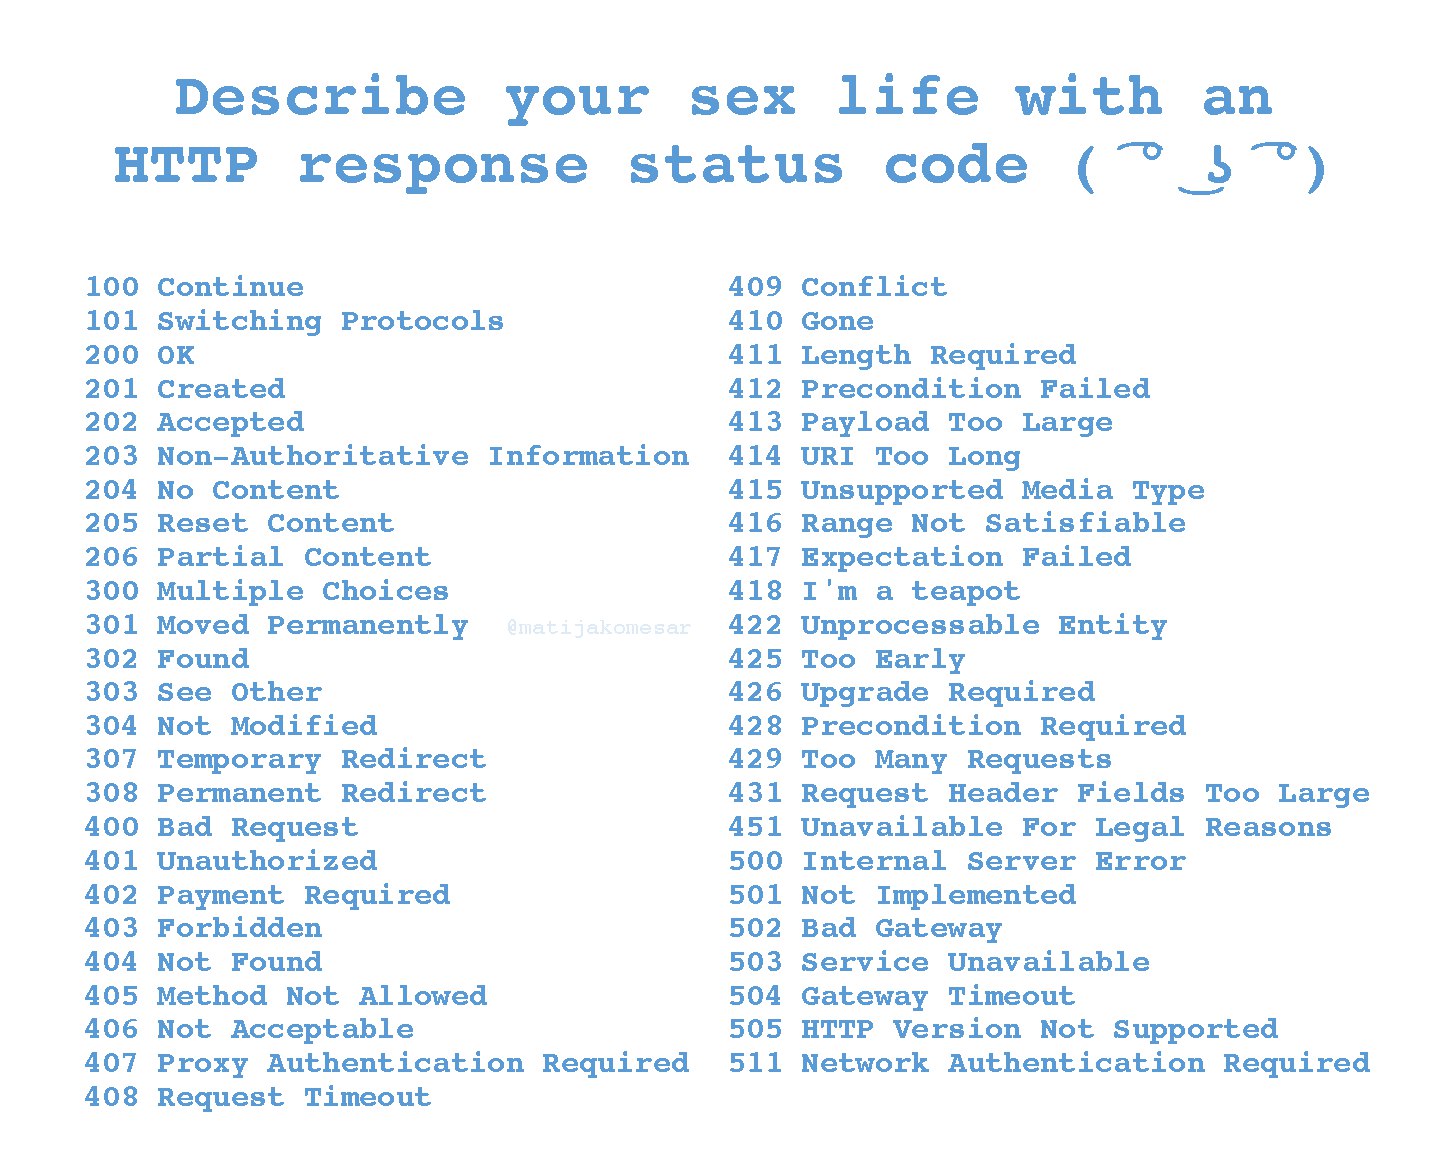 Describe your sex life with an
HTTP response status code ( ͡° ͜ʖ ͡°)
100 Continue
101 Switching Protocols
200 OK
201 Created
202 Accepted
203 Non-Authoritative Information
204 No Content
205 Reset Content
206 Partial Content
300 Multiple Choices
301 Moved Permanently
@matijakomesar
302 Found
303 See Other
304 Not Modified
307 Temporary Redirect
308 Permanent Redirect
400 Bad Request
401 Unauthorized
402 Payment Required
403 Forbidden
404 Not Found
405 Method Not Allowed
406 Not Acceptable
407 Proxy Authentication Required
408 Request Timeout
409 Conflict
410 Gone
411 Length Required
412 Precondition Failed
413 Payload Too Large
414 URI Too Long
415 Unsupported Media Type
416 Range Not Satisfiable
417 Expectation Failed
418 I'm a teapot
422 Unprocessable Entity
425 Too Early
426 Upgrade Required
428 Precondition Required
429 Too Many Requests
431 Request Header Fields Too Large
451 Unavailable For Legal Reasons
500 Internal Server Error
501 Not Implemented
502 Bad Gateway
503 Service Unavailable
504 Gateway Timeout
505 HTTP Version Not Supported
511 Network Authentication Required